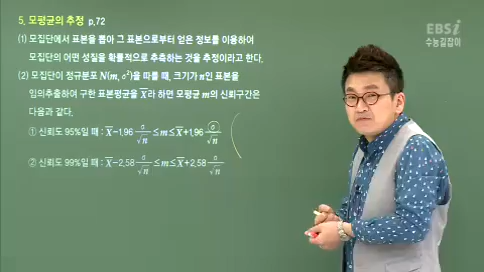 5. 모평균의 추정 p.72
EBSi
수능길잡이
(1) 모집단에서 표본을 뽑아 그 표본으로부터 얻은 정보를 이용하여
모집단의 어떤 성질을 확률적으로 추측하는 것을 추정이라고 한다.
(2) 모집단이 정규분포 N(m, σ²)을 따를 때, 크기가 n인 표본을
임의추출하여 구한 표본평균을 X̄라 하면 모평균 m의 신뢰구간은
다음과 같다.
① 신뢰도 95%일 때 : X̄−1.96 σ/√n ≤ m ≤ X̄+1.96 σ/√n
② 신뢰도 99%일 때 : X̄−2.58 σ/√n ≤ m ≤ X̄+2.58 σ/√n